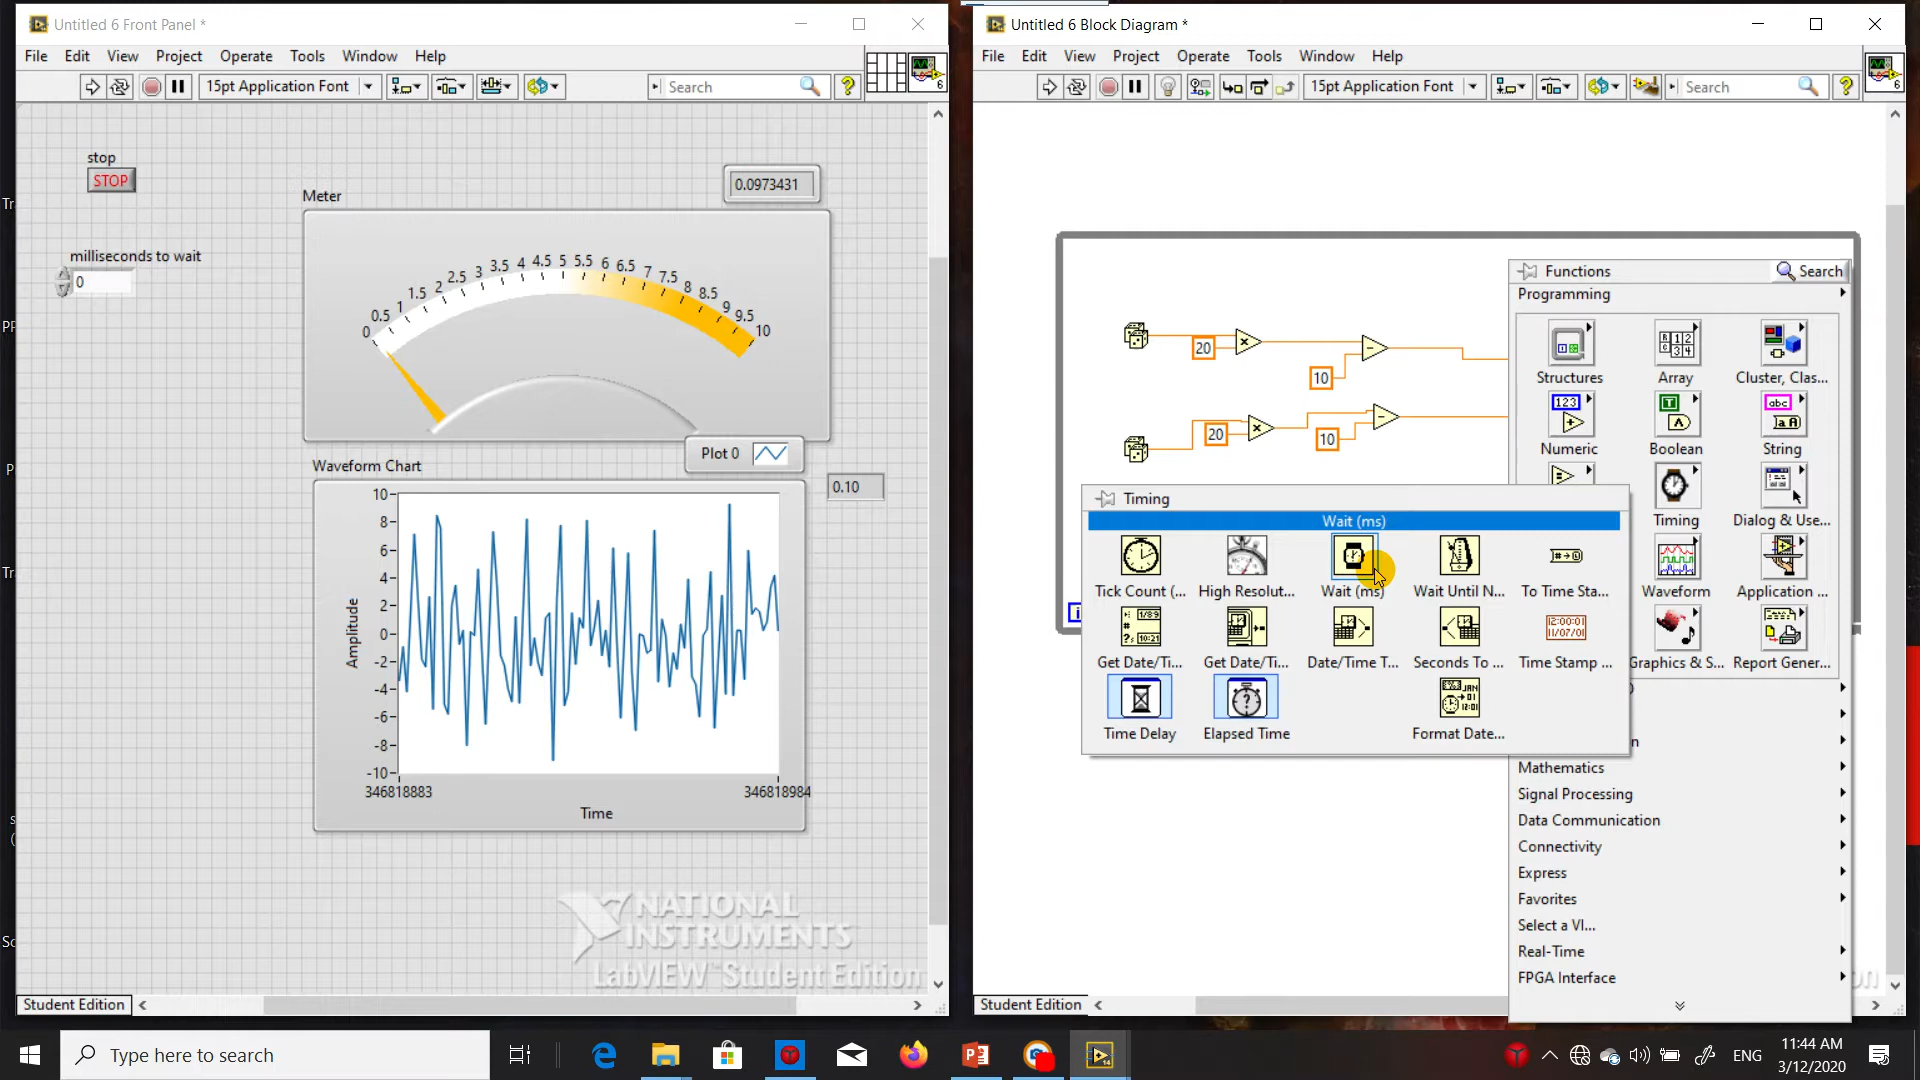 Untitled 6 Front Panel *
File Edit View Project Operate Tools Window Help
15pt Application Font
Search
6
stop
STOP
milliseconds to wait
0
Meter
0.0973431
0 0.5 1 1.5 2 2.5 3 3.5 4 4.5 5 5.5 6 6.5 7 7.5 8 8.5 9 9.5 10
Plot 0
Waveform Chart
0.10
10
8
6
4
2
0
-2
-4
-6
-8
-10
Amplitude
346818883
346818984
Time
NATIONAL
INSTRUMENTS
LabVIEW™ Student Edition
Student Edition
Untitled 6 Block Diagram *
File Edit View Project Operate Tools Window Help
15pt Application Font
Search
6
20
10
20
10
i
Functions
Search
Programming
Structures
Array
Cluster, Clas...
Numeric
Boolean
String
Timing
Dialog & Use...
Waveform
Application ...
Graphics & S...
Report Gener...
Mathematics
Signal Processing
Data Communication
Connectivity
Express
Favorites
Select a VI...
Real-Time
FPGA Interface
Timing
Wait (ms)
Tick Count (...
High Resolut...
Wait (ms)
Wait Until N...
To Time Sta...
Get Date/Ti...
Get Date/Ti...
Date/Time T...
Seconds To ...
Time Stamp ...
Time Delay
Elapsed Time
Format Date...
Student Edition
Type here to search
ENG
11:44 AM
3/12/2020